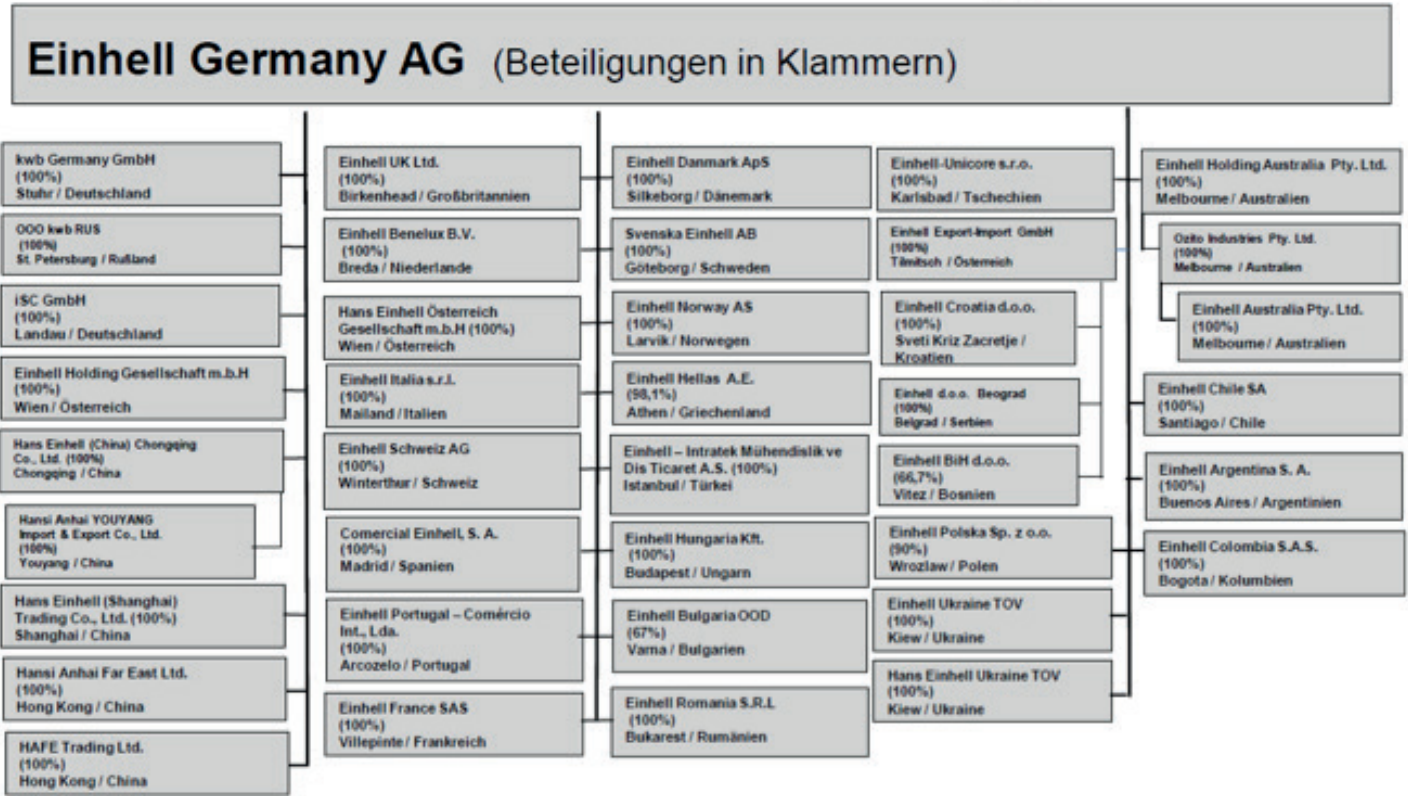 Einhell Germany AG (Beteiligungen in Klammern)
kwb Germany GmbH
(100%)
Stuhr / Deutschland
OOO kwb RUS
(100%)
St. Petersburg / Rußland
iSC GmbH
(100%)
Landau / Deutschland
Einhell Holding Gesellschaft m.b.H
(100%)
Wien / Österreich
Hans Einhell (China) Chongqing
Co., Ltd. (100%)
Chongqing / China
Hansi Anhai YOUYANG
Import & Export Co., Ltd.
(100%)
Youyang / China
Hans Einhell (Shanghai)
Trading Co., Ltd. (100%)
Shanghai / China
Hansi Anhai Far East Ltd.
(100%)
Hong Kong / China
HAFE Trading Ltd.
(100%)
Hong Kong / China
Einhell UK Ltd.
(100%)
Birkenhead / Großbritannien
Einhell Benelux B.V.
(100%)
Breda / Niederlande
Hans Einhell Österreich
Gesellschaft m.b.H (100%)
Wien / Österreich
Einhell Italia s.r.l.
(100%)
Mailand / Italien
Einhell Schweiz AG
(100%)
Winterthur / Schweiz
Comercial Einhell, S. A.
(100%)
Madrid / Spanien
Einhell Portugal – Comércio
Int., Lda.
(100%)
Arcozelo / Portugal
Einhell France SAS
(100%)
Villepinte / Frankreich
Einhell Danmark ApS
(100%)
Silkeborg / Dänemark
Svenska Einhell AB
(100%)
Göteborg / Schweden
Einhell Norway AS
(100%)
Larvik / Norwegen
Einhell Hellas A.E.
(98,1%)
Athen / Griechenland
Einhell – Intratek Mühendislik ve
Dis Ticaret A.S. (100%)
Istanbul / Türkei
Einhell Hungaria Kft.
(100%)
Budapest / Ungarn
Einhell Bulgaria OOD
(67%)
Varna / Bulgarien
Einhell Romania S.R.L
(100%)
Bukarest / Rumänien
Einhell-Unicore s.r.o.
(100%)
Karlsbad / Tschechien
Einhell Export-Import GmbH
(100%)
Tillmitsch / Österreich
Einhell Croatia d.o.o.
(100%)
Sveti Kriz Zacretje /
Kroatien
Einhell d.o.o. Beograd
(100%)
Belgrad / Serbien
Einhell BiH d.o.o.
(66,7%)
Vitez / Bosnien
Einhell Polska Sp. z o.o.
(90%)
Wrozlaw / Polen
Einhell Ukraine TOV
(100%)
Kiew / Ukraine
Hans Einhell Ukraine TOV
(100%)
Kiew / Ukraine
Einhell Holding Australia Pty. Ltd.
(100%)
Melbourne / Australien
Ozito Industries Pty. Ltd.
(100%)
Melbourne / Australien
Einhell Australia Pty. Ltd.
(100%)
Melbourne / Australien
Einhell Chile SA
(100%)
Santiago / Chile
Einhell Argentina S. A.
(100%)
Buenos Aires / Argentinien
Einhell Colombia S.A.S.
(100%)
Bogota / Kolumbien